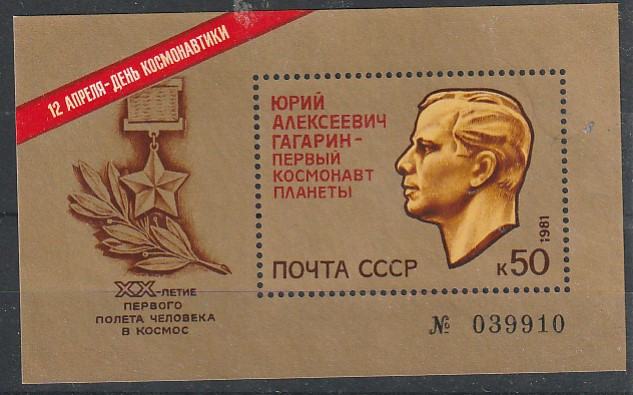 12 АПРЕЛЯ-ДЕНЬ КОСМОНАВТИКИ
ЮРИЙ
АЛЕКСЕЕВИЧ
ГАГАРИН-
ПЕРВЫЙ
КОСМОНАВТ
ПЛАНЕТЫ
1981
ПОЧТА СССР
к50
XX-ЛЕТИЕ
ПЕРВОГО
ПОЛЕТА ЧЕЛОВЕКА
В КОСМОС
№ 039910